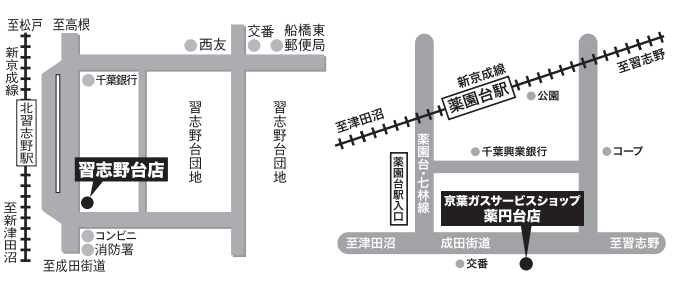 至松戸
至高根
新京成線
北習志野駅
至新津田沼
千葉銀行
西友
交番
船橋東
郵便局
習志野台団地
習志野台団地
習志野台店
コンビニ
消防署
至成田街道
至津田沼
新京成線
薬園台駅
至習志野
公園
薬園台・七林線
千葉興業銀行
コープ
薬園台駅入口
京葉ガスサービスショップ
薬円台店
至津田沼
成田街道
至習志野
交番